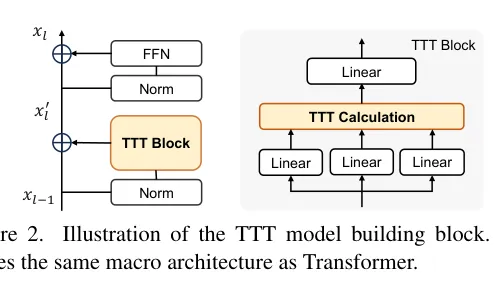 x_l
FFN
Norm
x'_l
TTT Block
x_{l-1}
Norm
TTT Block
Linear
TTT Calculation
Linear Linear Linear
re 2. Illustration of the TTT model building block.
es the same macro architecture as Transformer.